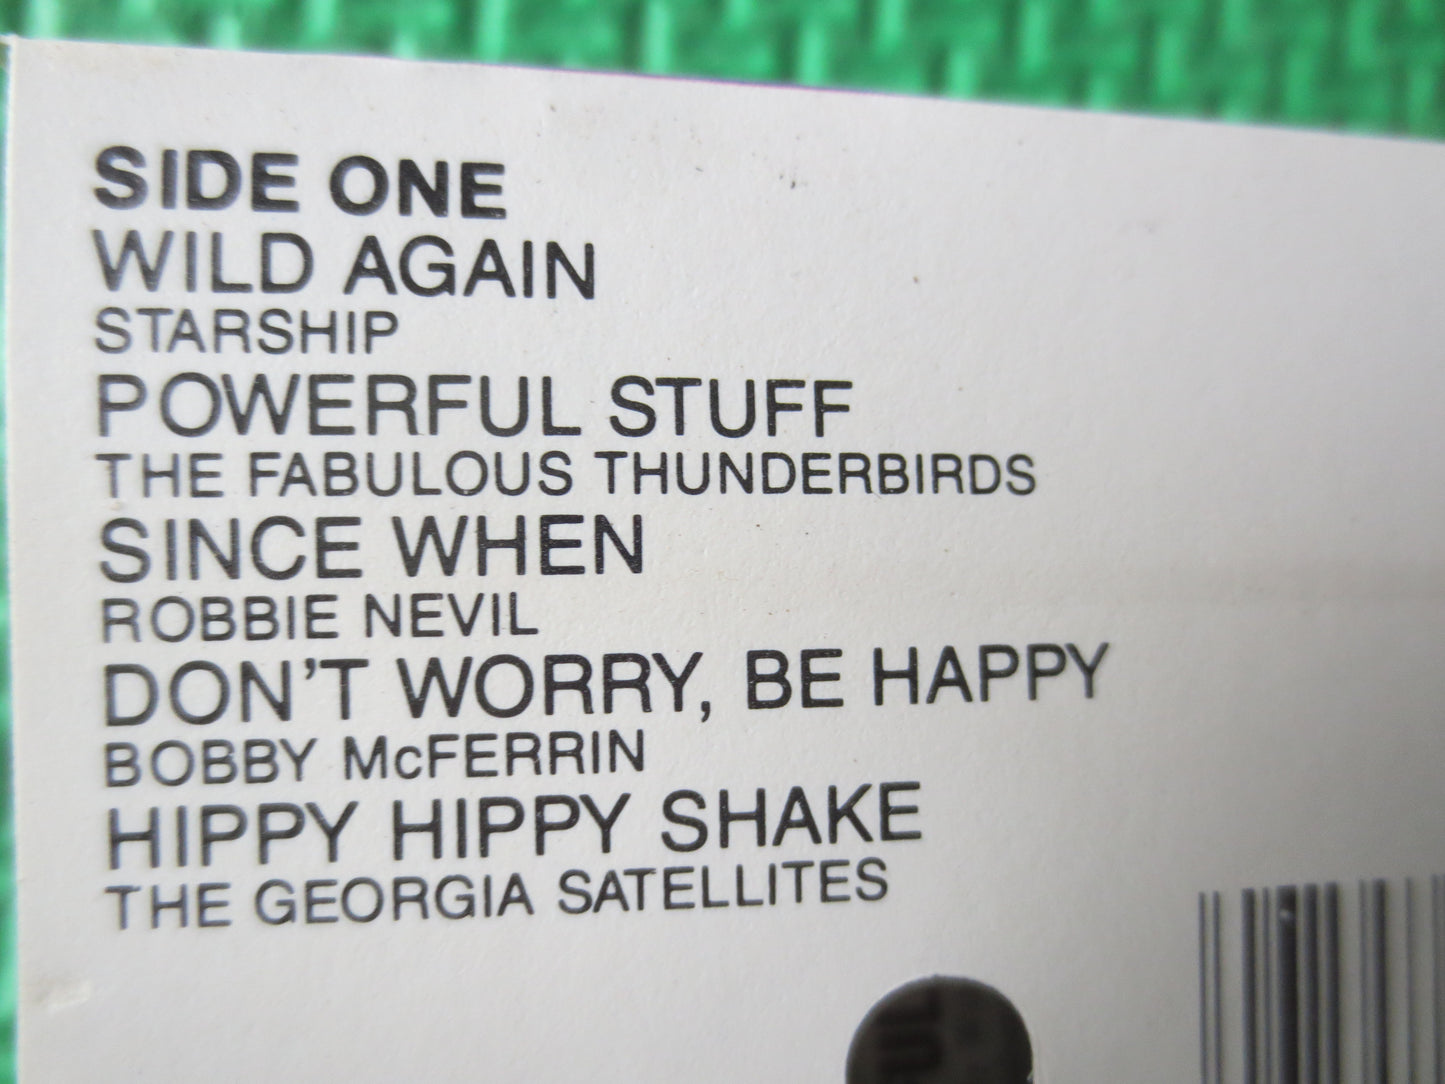 SIDE ONE
WILD AGAIN
STARSHIP
POWERFUL STUFF
THE FABULOUS THUNDERBIRDS
SINCE WHEN
ROBBIE NEVIL
DON'T WORRY, BE HAPPY
BOBBY McFERRIN
HIPPY HIPPY SHAKE
THE GEORGIA SATELLITES